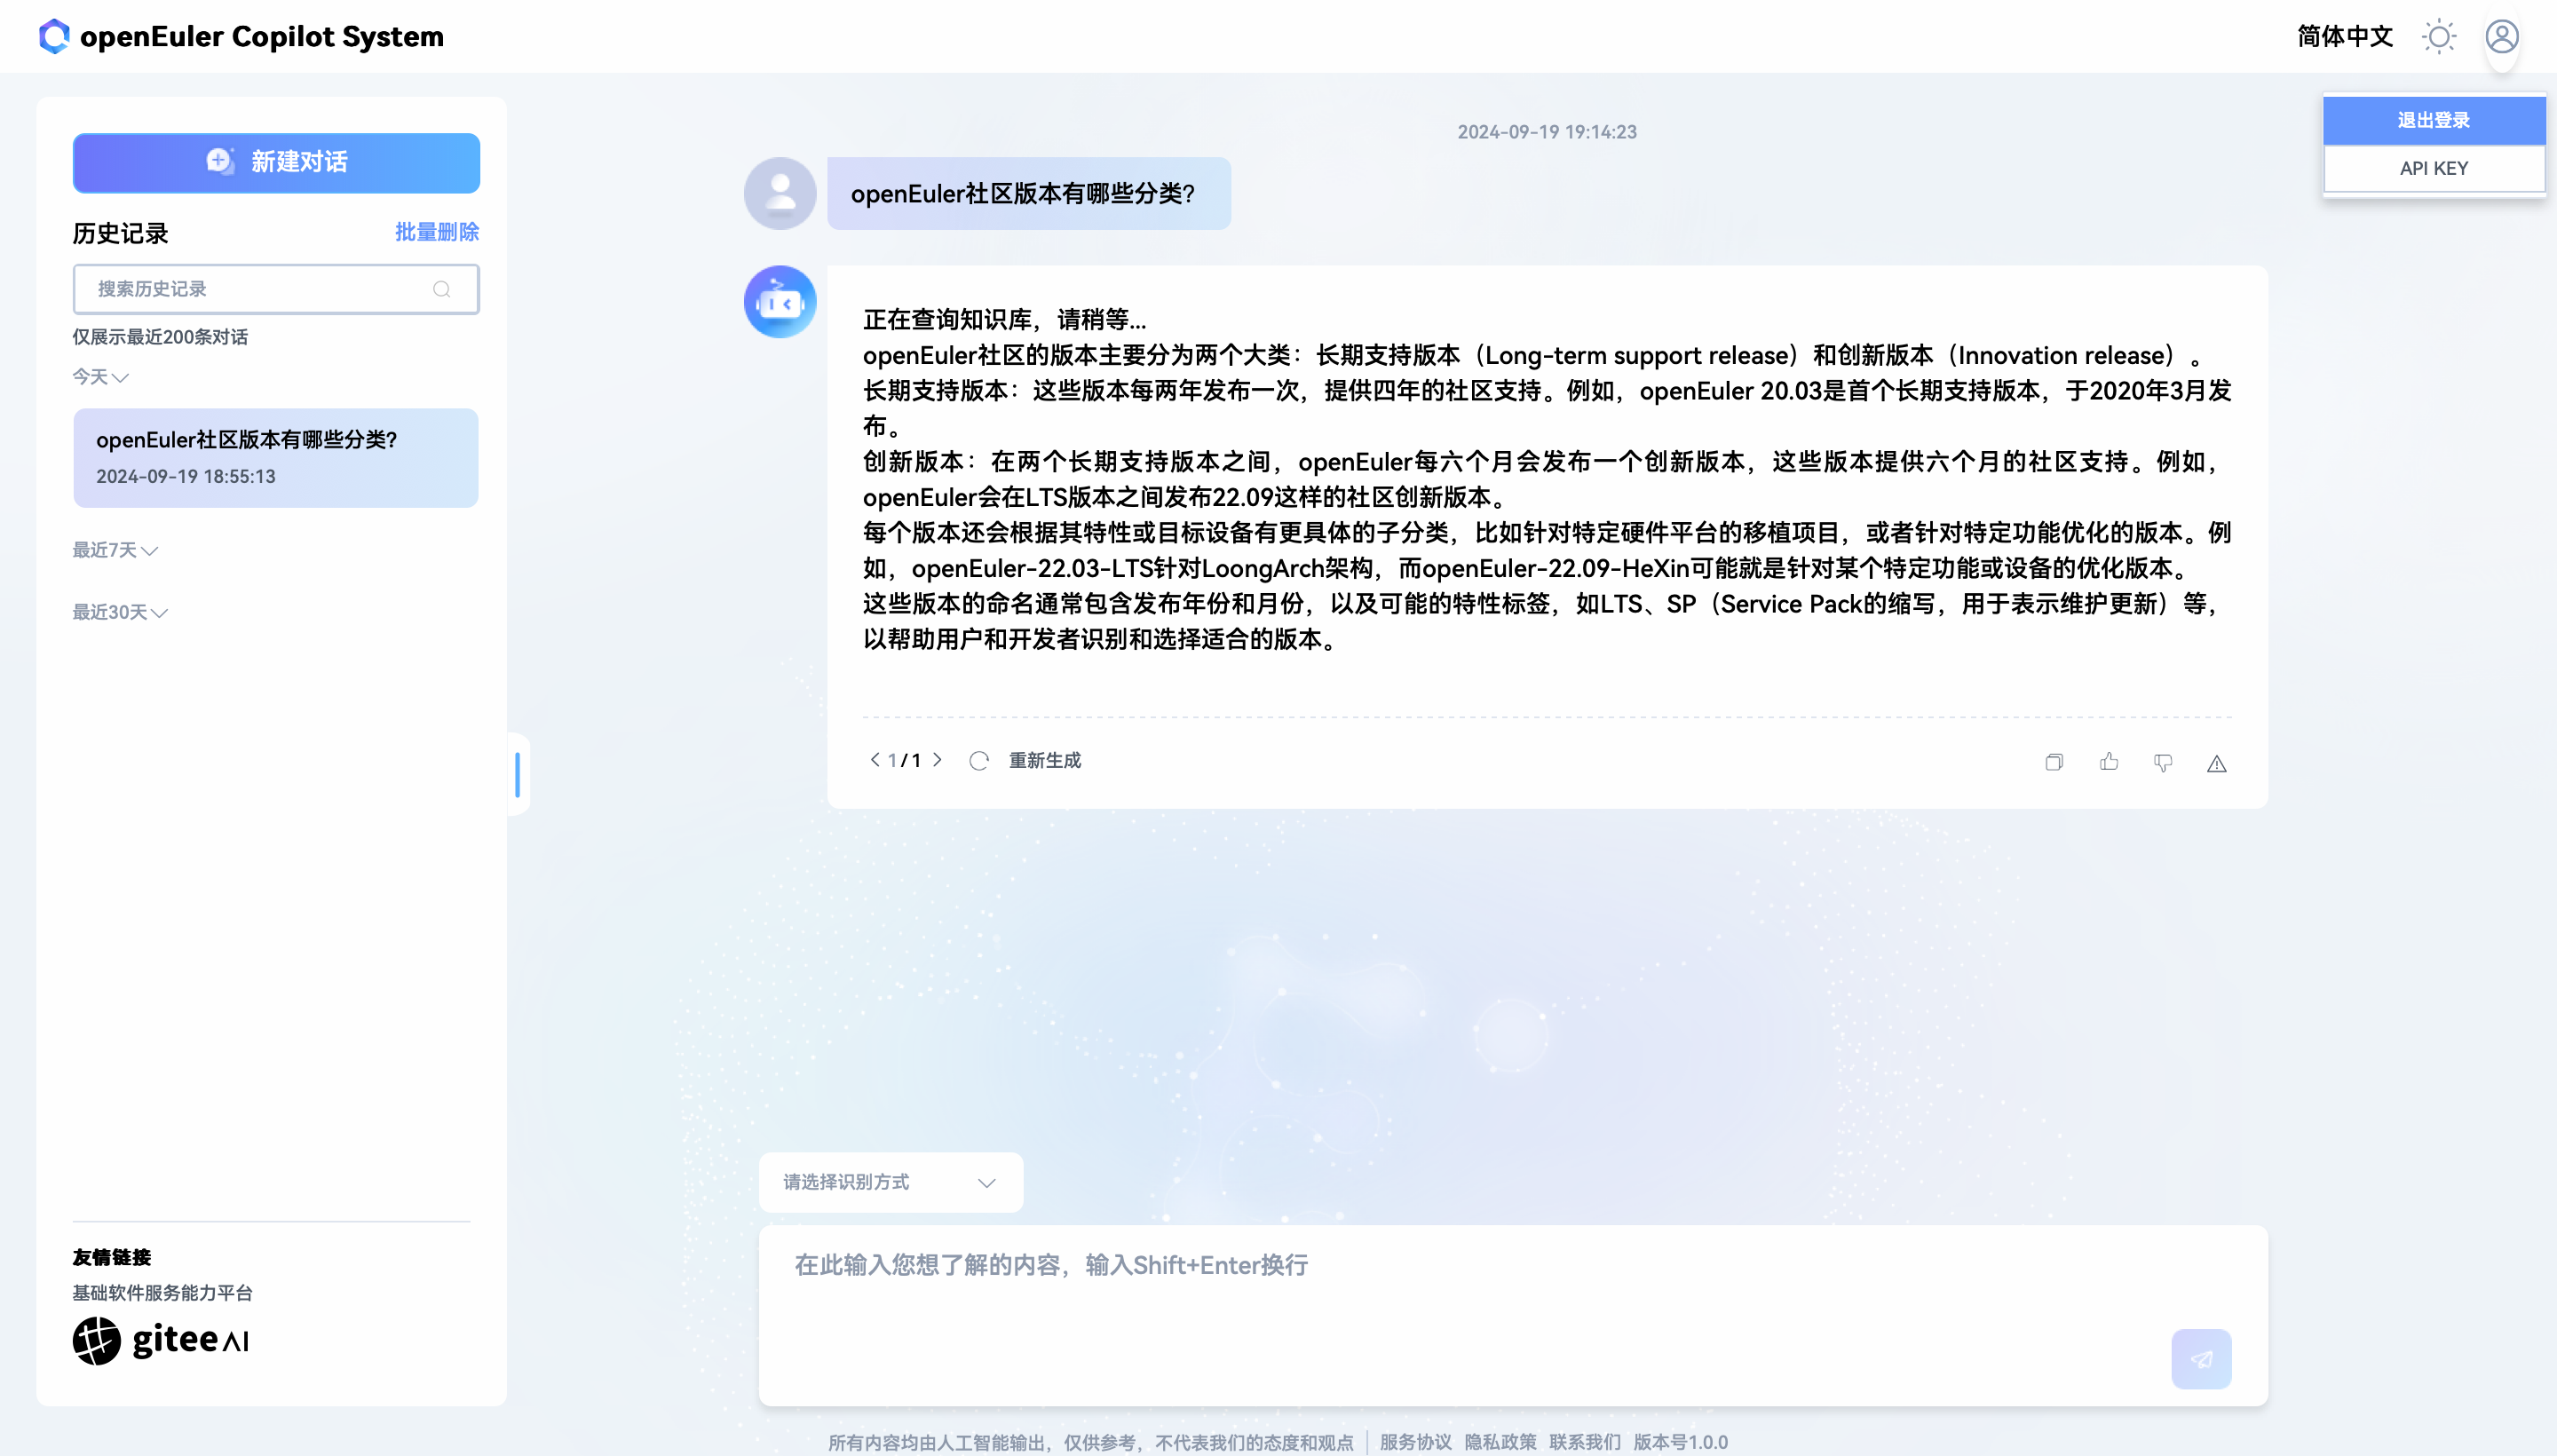 openEuler Copilot System
简体中文
退出登录
API KEY
新建对话
历史记录
批量删除
搜索历史记录
仅展示最近200条对话
今天
openEuler社区版本有哪些分类?
2024-09-19 18:55:13
最近7天
最近30天
友情链接
基础软件服务能力平台
gitee AI
2024-09-19 19:14:23
openEuler社区版本有哪些分类?
正在查询知识库，请稍等...
openEuler社区的版本主要分为两个大类：长期支持版本（Long-term support release）和创新版本（Innovation release）。
长期支持版本：这些版本每两年发布一次，提供四年的社区支持。例如，openEuler 20.03是首个长期支持版本，于2020年3月发
布。
创新版本：在两个长期支持版本之间，openEuler每六个月会发布一个创新版本，这些版本提供六个月的社区支持。例如，
openEuler会在LTS版本之间发布22.09这样的社区创新版本。
每个版本还会根据其特性或目标设备有更具体的子分类，比如针对特定硬件平台的移植项目，或者针对特定功能优化的版本。例
如，openEuler-22.03-LTS针对LoongArch架构，而openEuler-22.09-HeXin可能就是针对某个特定功能或设备的优化版本。
这些版本的命名通常包含发布年份和月份，以及可能的特性标签，如LTS、SP（Service Pack的缩写，用于表示维护更新）等，
以帮助用户和开发者识别和选择适合的版本。
1/1 重新生成
请选择识别方式
在此输入您想了解的内容，输入Shift+Enter换行
所有内容均由人工智能输出，仅供参考，不代表我们的态度和观点 服务协议 隐私政策 联系我们 版本号1.0.0